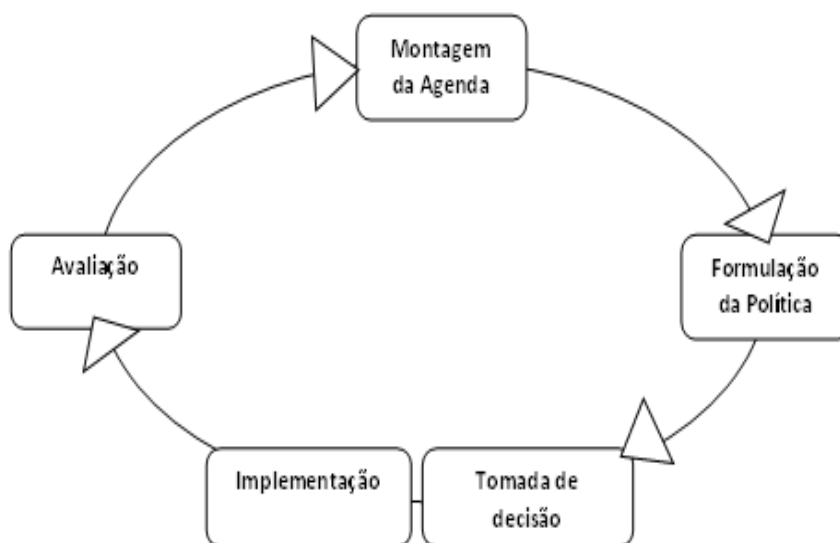 Montagem
da Agenda
Avaliação
Formulação
da Política
Implementação
Tomada de
decisão